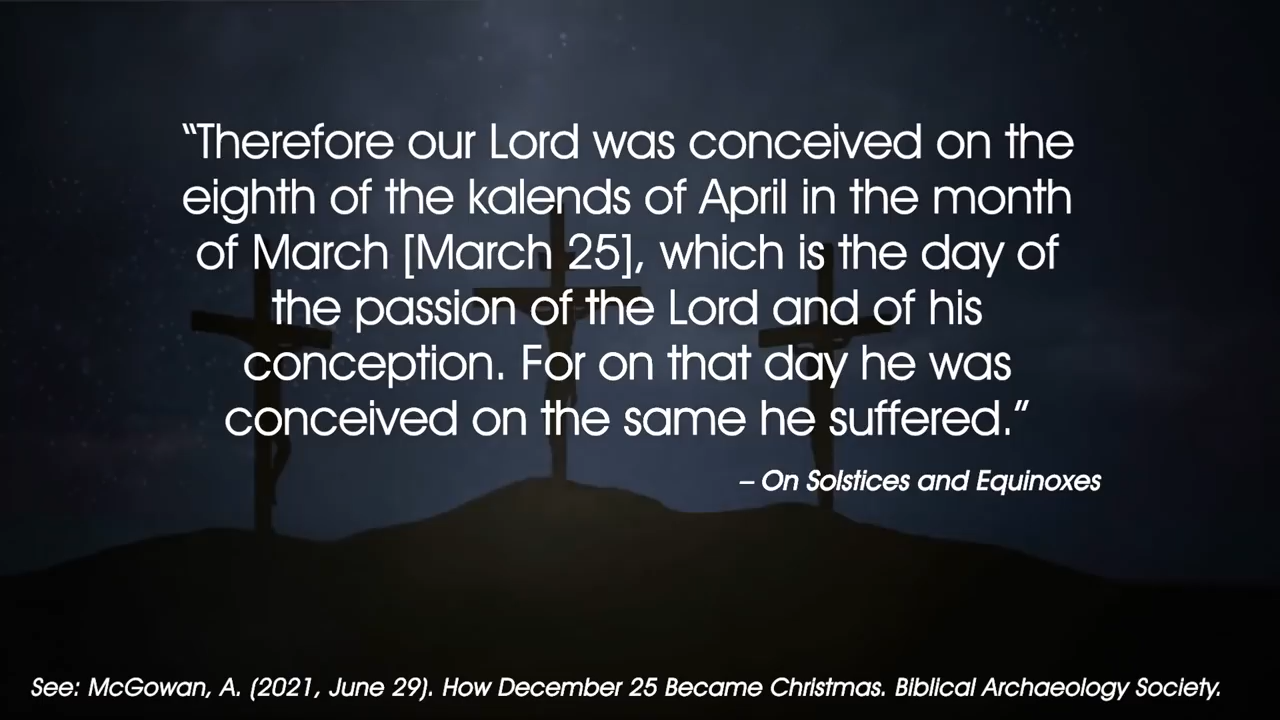 “Therefore our Lord was conceived on the
eighth of the kalends of April in the month
of March [March 25], which is the day of
the passion of the Lord and of his
conception. For on that day he was
conceived on the same he suffered.”
– On Solstices and Equinoxes
See: McGowan, A. (2021, June 29). How December 25 Became Christmas. Biblical Archaeology Society.